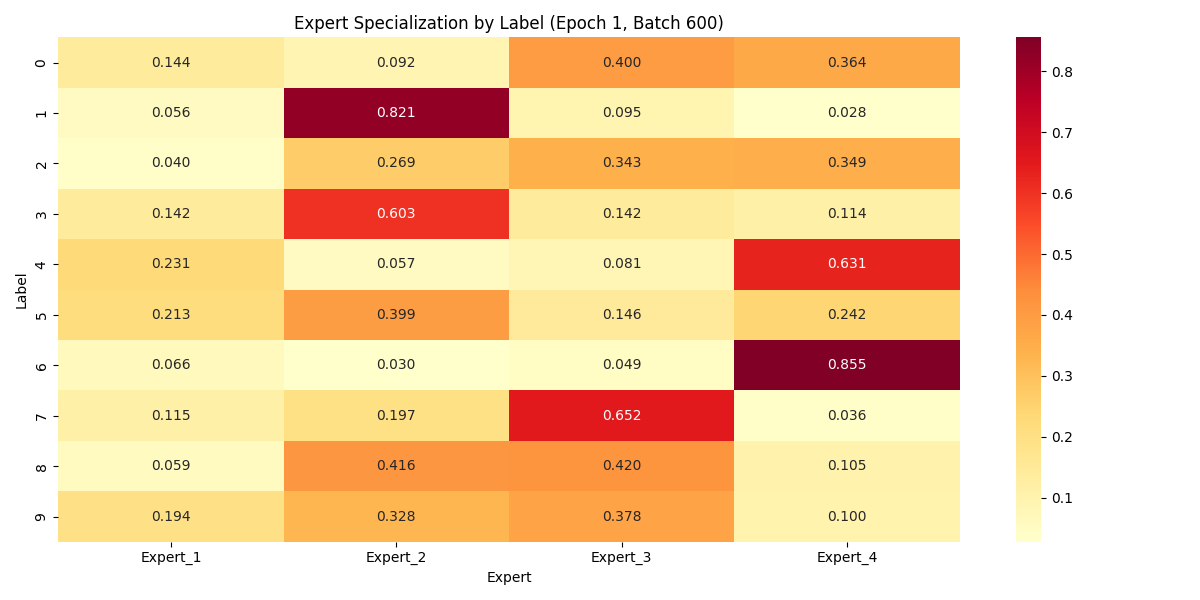 Expert Specialization by Label (Epoch 1, Batch 600)
0 0.144 0.092 0.400 0.364
1 0.056 0.821 0.095 0.028
2 0.040 0.269 0.343 0.349
3 0.142 0.603 0.142 0.114
4 0.231 0.057 0.081 0.631
5 0.213 0.399 0.146 0.242
6 0.066 0.030 0.049 0.855
7 0.115 0.197 0.652 0.036
8 0.059 0.416 0.420 0.105
9 0.194 0.328 0.378 0.100
Label
Expert_1 Expert_2 Expert_3 Expert_4
Expert
0.8
0.7
0.6
0.5
0.4
0.3
0.2
0.1